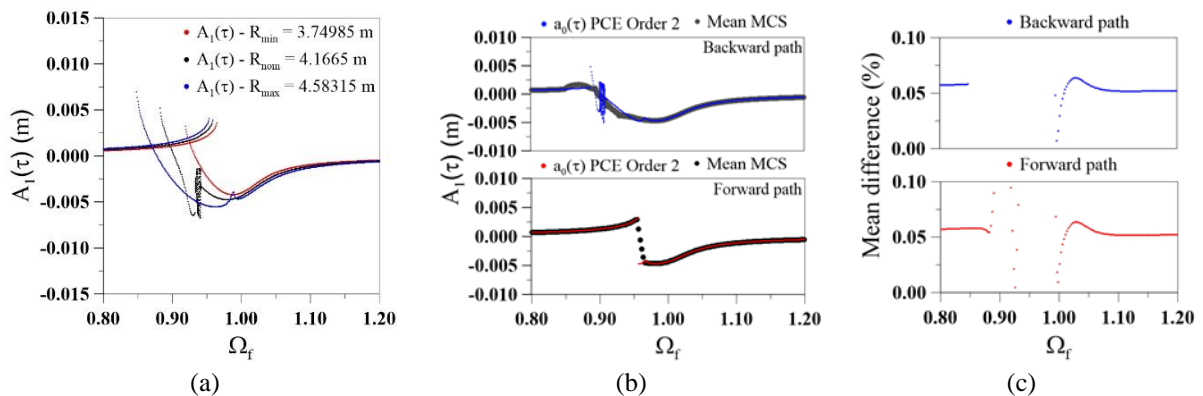 A₁(τ) - Rmin = 3.74985 m
A₁(τ) - Rnom = 4.1665 m
A₁(τ) - Rmax = 4.58315 m
A₁(τ) (m)
0.015
0.010
0.005
0.000
-0.005
-0.010
-0.015
0.80 0.90 1.00 1.10 1.20
Ωf
(a)
a₀(τ) PCE Order 2 Mean MCS
Backward path
0.010
0.005
0.000
-0.005
-0.010
A₁(τ) (m)
a₀(τ) PCE Order 2 Mean MCS
Forward path
0.010
0.005
0.000
-0.005
-0.010
0.80 0.90 1.00 1.10 1.20
Ωf
(b)
Backward path
0.10
0.05
0.00
Mean difference (%)
Forward path
0.10
0.05
0.00
0.80 0.90 1.00 1.10 1.20
Ωf
(c)